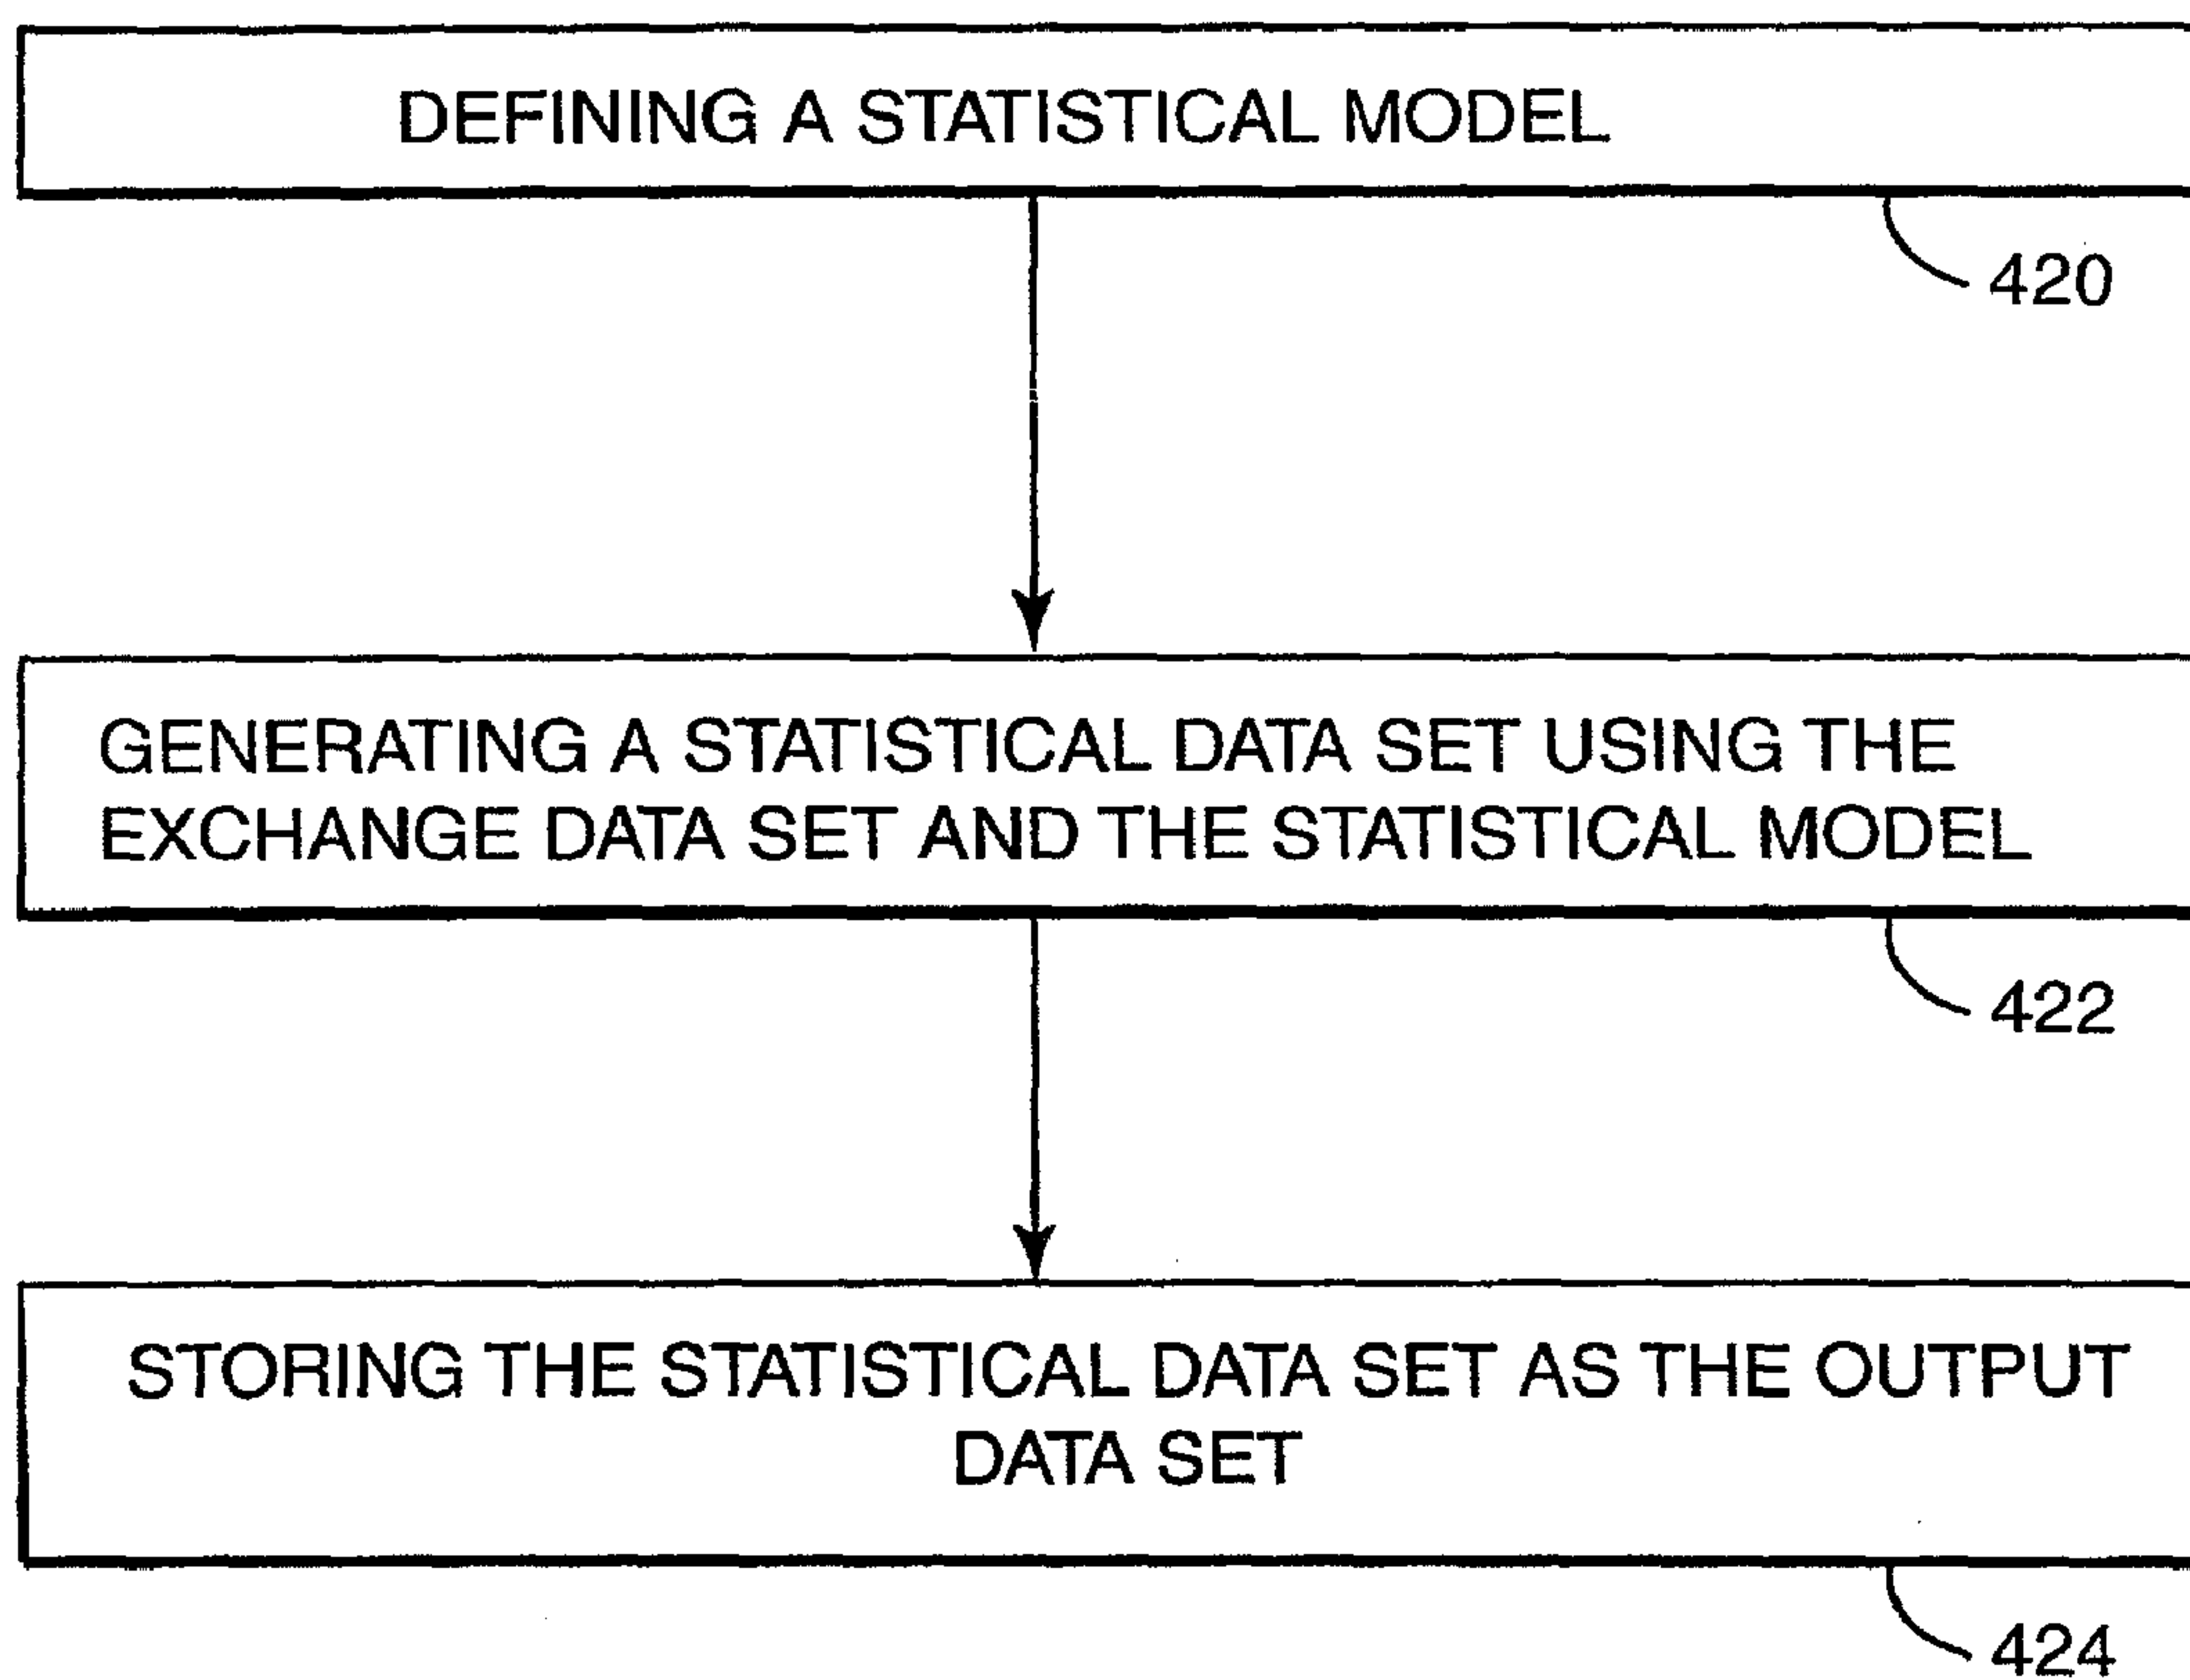 DEFINING A STATISTICAL MODEL
420
GENERATING A STATISTICAL DATA SET USING THE
EXCHANGE DATA SET AND THE STATISTICAL MODEL
422
STORING THE STATISTICAL DATA SET AS THE OUTPUT
DATA SET
424